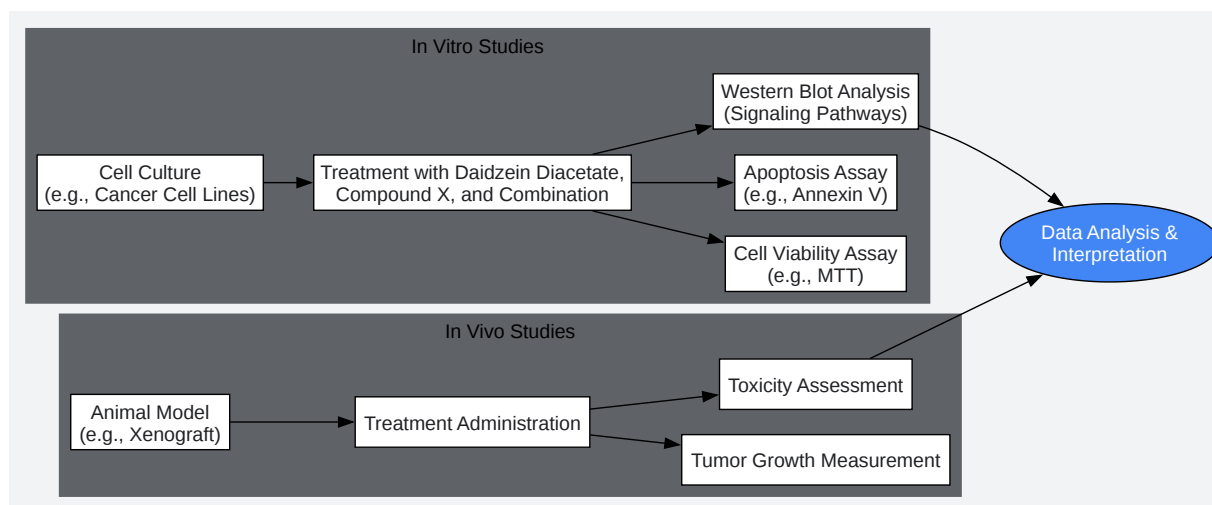 In Vitro Studies
Western Blot Analysis
(Signaling Pathways)
Cell Culture
(e.g., Cancer Cell Lines)
Treatment with Daidzein Diacetate,
Compound X, and Combination
Apoptosis Assay
(e.g., Annexin V)
Cell Viability Assay
(e.g., MTT)
Data Analysis &
Interpretation
In Vivo Studies
Animal Model
(e.g., Xenograft)
Treatment Administration
Toxicity Assessment
Tumor Growth Measurement